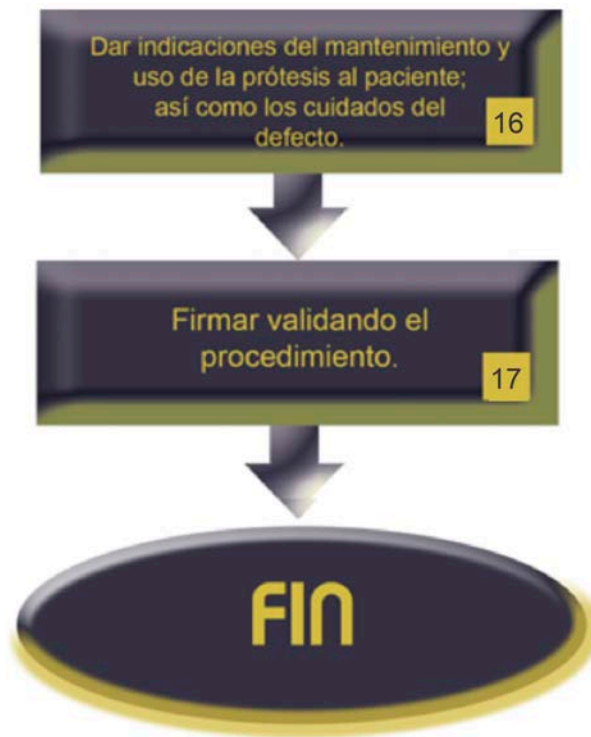 Dar indicaciones del mantenimiento y
uso de la prótesis al paciente;
así como los cuidados del
defecto.
16
Firmar validando el
procedimiento.
17
FIN